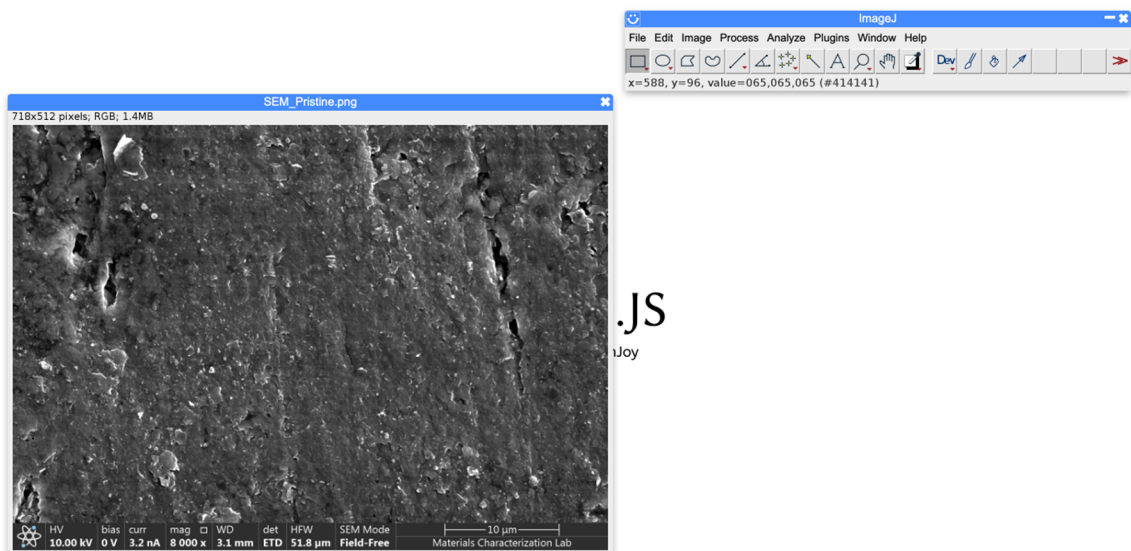 ImageJ
File Edit Image Process Analyze Plugins Window Help
Dev
x=588, y=96, value=065,065,065 (#414141)
SEM_Pristine.png
718x512 pixels; RGB; 1.4MB
.JS
Joy
HV bias curr mag WD det HFW SEM Mode 10 µm
10.00 kV 0 V 3.2 nA 8 000 x 3.1 mm ETD 51.8 µm Field-Free Materials Characterization Lab